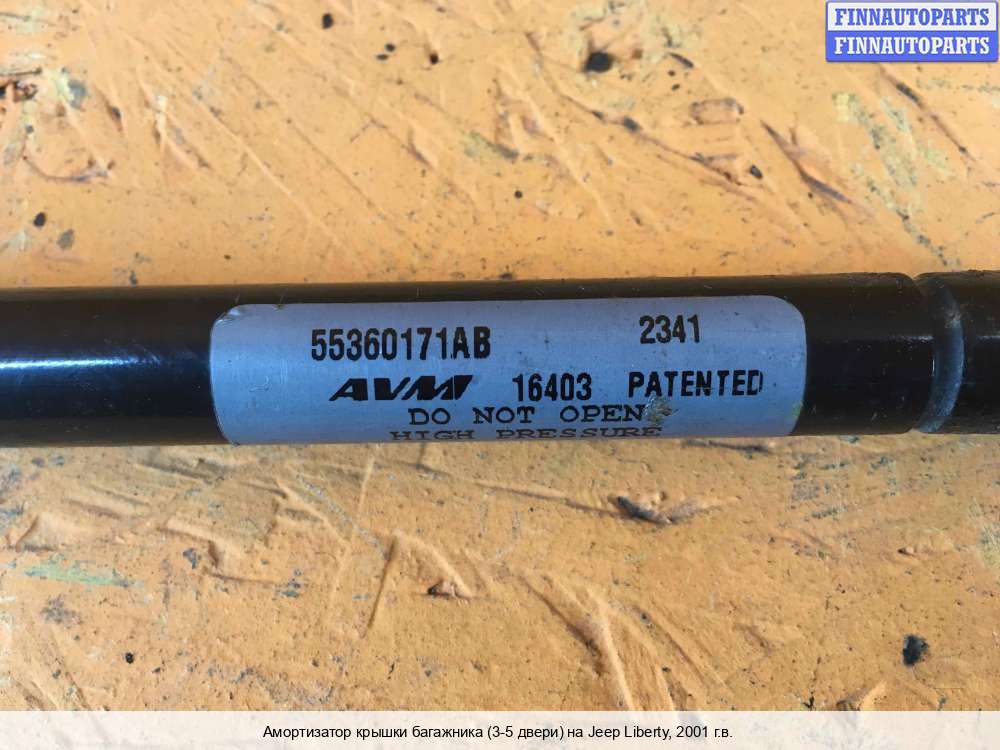 FINNAUTOPARTS
FINNAUTOPARTS
55360171AB 2341
AVM 16403 PATENTED
DO NOT OPEN
HIGH PRESSURE
Амортизатор крышки багажника (3-5 двери) на Jeep Liberty, 2001 г.в.